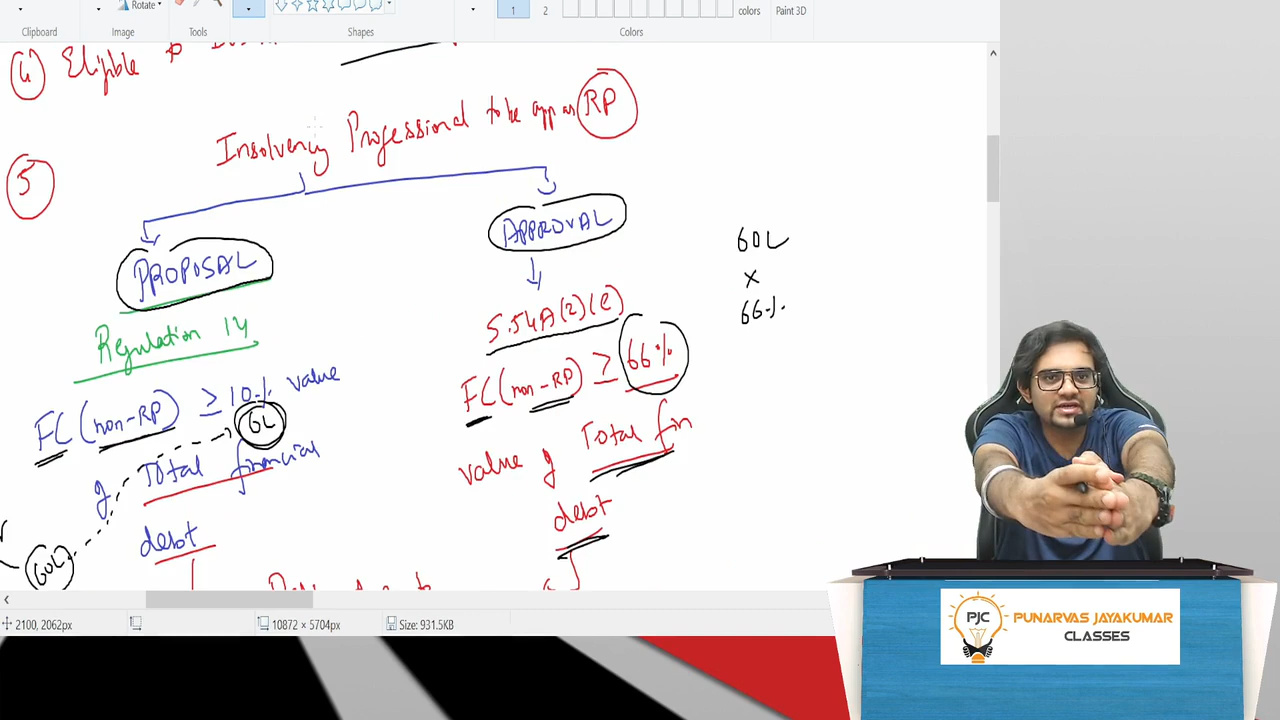 Rotate
Clipboard
Image
Tools
Shapes
1
2
colors
Colors
Paint 3D
4 Eligible
Insolvency Professional to be app as RP
5
PROPOSAL
Regulation 14
FC (non-RP) ≥ 10% value
6L
of Total financial
debt
60L
APPROVAL
S.54A(2)(e)
FC (non-RP) ≥ 66%
value of Total fin
debt
60L
×
66%
2100, 2062px
10872 × 5704px
Size: 931.5KB
PJC
PUNARVAS JAYAKUMAR
CLASSES